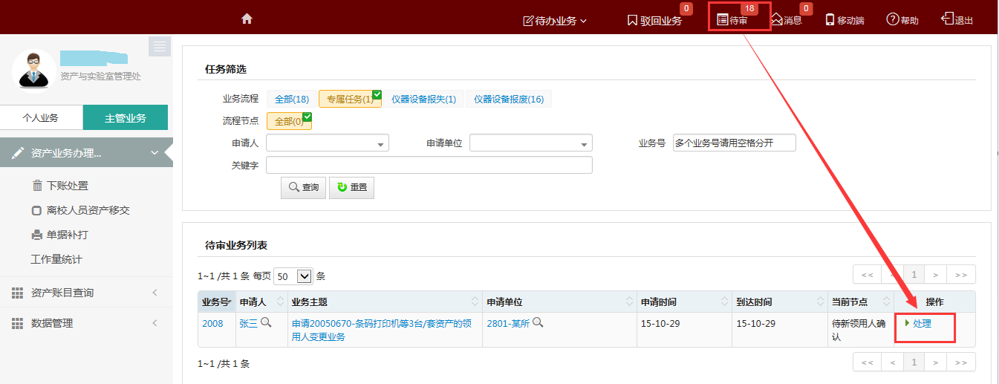 待办业务
0
驳回业务
18
待审
0
消息
移动端
帮助
退出
资产与实验室管理处
个人业务
主管业务
资产业务办理...
下账处置
离校人员资产移交
单据补打
工作量统计
资产账目查询
数据管理
任务筛选
业务流程 全部(18) 专属任务(1) 仪器设备报失(1) 仪器设备报废(16)
流程节点 全部(0)
申请人 申请单位 业务号 多个业务号请用空格分开
关键字
查询 重置
待审业务列表
1~1 /共 1 条 每页 50 条 << < 1 > >>
业务号 申请人 业务主题 申请单位 申请时间 到达时间 当前节点 操作
2008 张三 申请20050670-条码打印机等3台/套资产的领 2801-某所 15-10-29 15-10-29 待新领用人确 处理
用人变更业务 认
1~1 /共 1 条 << < 1 > >>